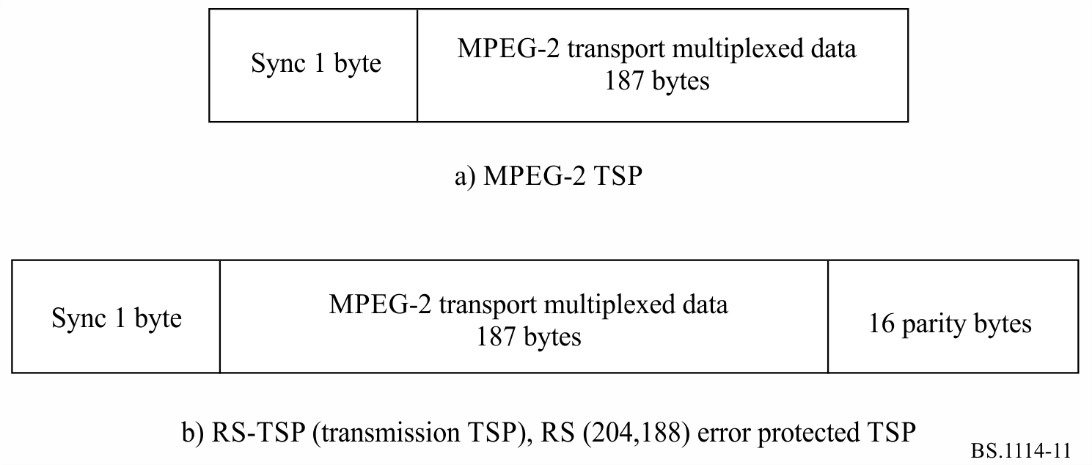 Sync 1 byte
MPEG-2 transport multiplexed data
187 bytes
a) MPEG-2 TSP
Sync 1 byte
MPEG-2 transport multiplexed data
187 bytes
16 parity bytes
b) RS-TSP (transmission TSP), RS (204,188) error protected TSP
BS.1114-11